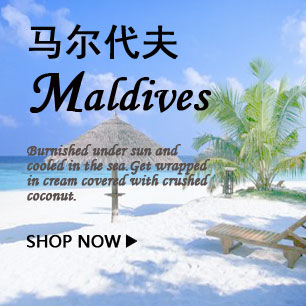 马尔代夫
Maldives
Burnished under sun and
cooled in the sea.Get wrapped
in cream covered with crushed
coconut.
SHOP NOW▶